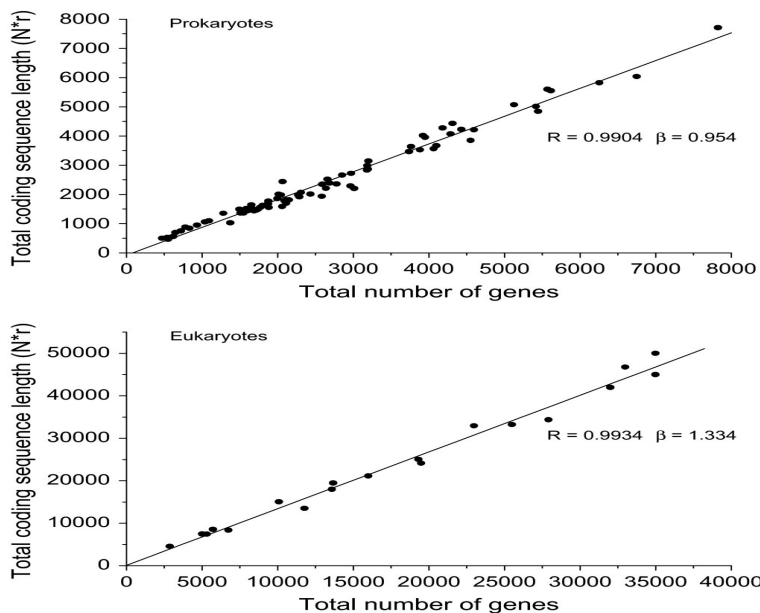 Total coding sequence length (N*r)
8000
7000
6000
5000
4000
3000
2000
1000
0
Prokaryotes
R = 0.9904 β = 0.954
0 1000 2000 3000 4000 5000 6000 7000 8000
Total number of genes
Total coding sequence length (N*r)
50000
40000
30000
20000
10000
0
Eukaryotes
R = 0.9934 β = 1.334
0 5000 10000 15000 20000 25000 30000 35000 40000
Total number of genes